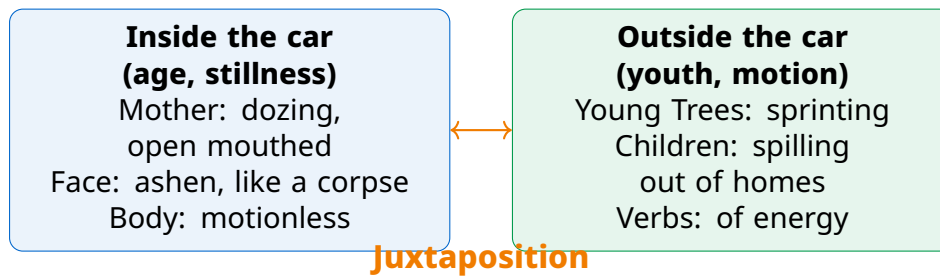 Inside the car
(age, stillness)
Mother: dozing,
open mouthed
Face: ashen, like a corpse
Body: motionless
Outside the car
(youth, motion)
Young Trees: sprinting
Children: spilling
out of homes
Verbs: of energy
Juxtaposition